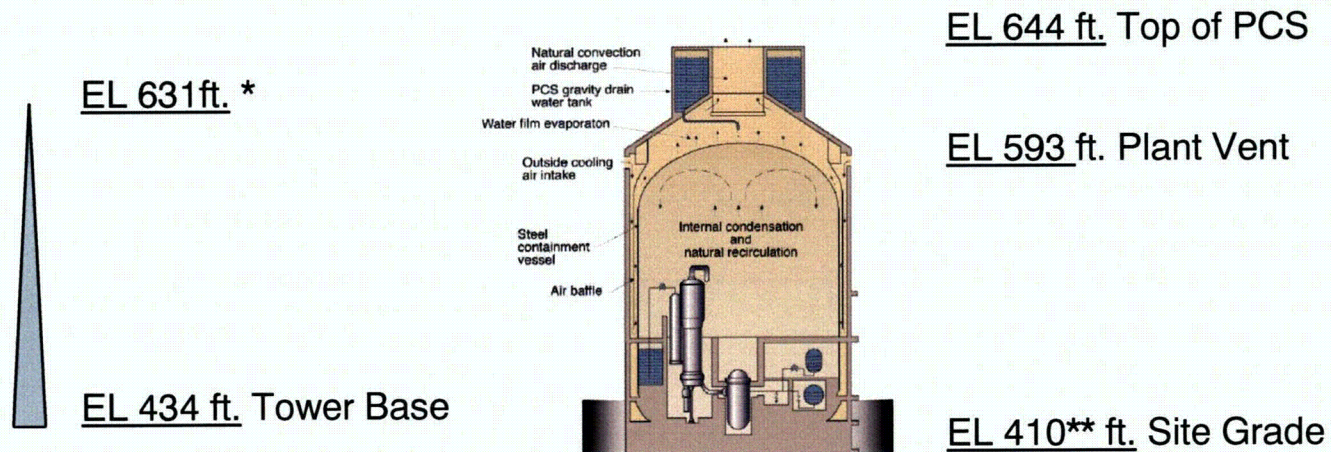 EL 631ft. *
EL 434 ft. Tower Base
Natural convection
air discharge
PCS gravity drain
water tank
Water film evaporaton
Outside cooling
air intake
Steel
containment
vessel
Air baffle
Internal condensation
and
natural recirculation
EL 644 ft. Top of PCS
EL 593 ft. Plant Vent
EL 410** ft. Site Grade